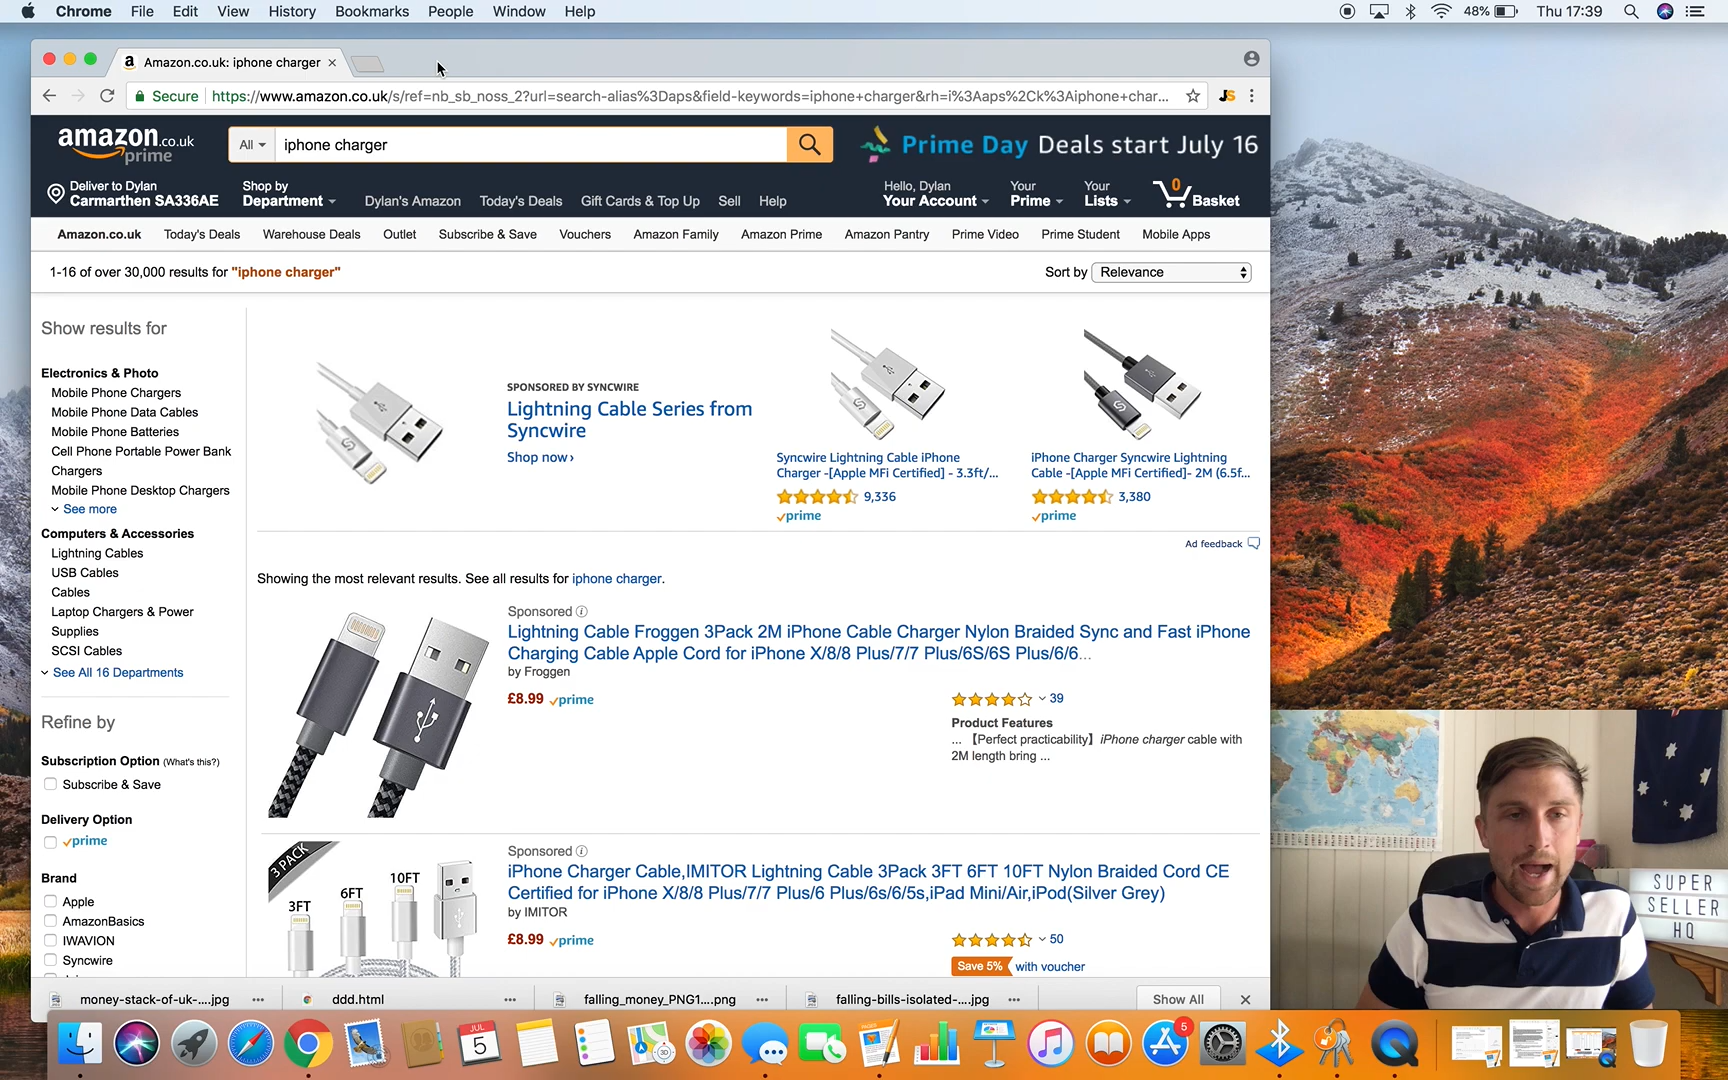 Chrome File Edit View History Bookmarks People Window Help
48% Thu 17:39
Amazon.co.uk: iphone charger
Secure https://www.amazon.co.uk/s/ref=nb_sb_noss_2?url=search-alias%3Daps&field-keywords=iphone+charger&rh=i%3Aaps%2Ck%3Aiphone+char...
JS
amazon.co.uk
prime
All
iphone charger
Prime Day Deals start July 16
Deliver to Dylan
Carmarthen SA336AE
Shop by
Department
Dylan's Amazon Today's Deals Gift Cards & Top Up Sell Help
Hello, Dylan
Your Account
Your
Prime
Your
Lists
0
Basket
Amazon.co.uk Today's Deals Warehouse Deals Outlet Subscribe & Save Vouchers Amazon Family Amazon Prime Amazon Pantry Prime Video Prime Student Mobile Apps
1-16 of over 30,000 results for "iphone charger"
Sort by Relevance
Show results for
Electronics & Photo
Mobile Phone Chargers
Mobile Phone Data Cables
Mobile Phone Batteries
Cell Phone Portable Power Bank
Chargers
Mobile Phone Desktop Chargers
See more
Computers & Accessories
Lightning Cables
USB Cables
Cables
Laptop Chargers & Power
Supplies
SCSI Cables
See All 16 Departments
Refine by
Subscription Option (What's this?)
Subscribe & Save
Delivery Option
prime
Brand
Apple
AmazonBasics
IWAVION
Syncwire
SPONSORED BY SYNCWIRE
Lightning Cable Series from
Syncwire
Shop now›
Syncwire Lightning Cable iPhone
Charger -[Apple MFi Certified] - 3.3ft/...
9,336
prime
iPhone Charger Syncwire Lightning
Cable -[Apple MFi Certified]- 2M (6.5f...
3,380
prime
Ad feedback
Showing the most relevant results. See all results for iphone charger.
Sponsored
Lightning Cable Froggen 3Pack 2M iPhone Cable Charger Nylon Braided Sync and Fast iPhone
Charging Cable Apple Cord for iPhone X/8/8 Plus/7/7 Plus/6S/6S Plus/6/6...
by Froggen
£8.99 prime
39
Product Features
... 【Perfect practicability】iPhone charger cable with
2M length bring ...
3 PACK
3FT
6FT
10FT
Sponsored
iPhone Charger Cable,IMITOR Lightning Cable 3Pack 3FT 6FT 10FT Nylon Braided Cord CE
Certified for iPhone X/8/8 Plus/7/7 Plus/6 Plus/6s/6/5s,iPad Mini/Air,iPod(Silver Grey)
by IMITOR
£8.99 prime
50
Save 5% with voucher
money-stack-of-uk-....jpg
ddd.html
falling_money_PNG1....png
falling-bills-isolated-....jpg
Show All
SUPER
SELLER
HQ
JUL
5
3D
PAGES
5